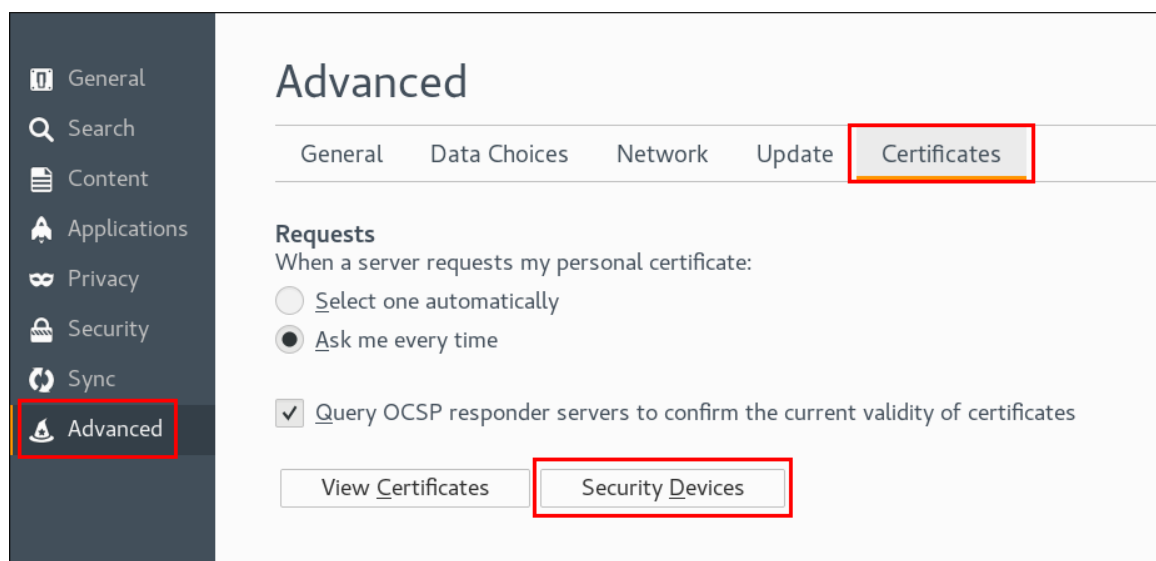 General
Search
Content
Applications
Privacy
Security
Sync
Advanced
Advanced
General Data Choices Network Update Certificates
Requests
When a server requests my personal certificate:
Select one automatically
Ask me every time
Query OCSP responder servers to confirm the current validity of certificates
View Certificates Security Devices